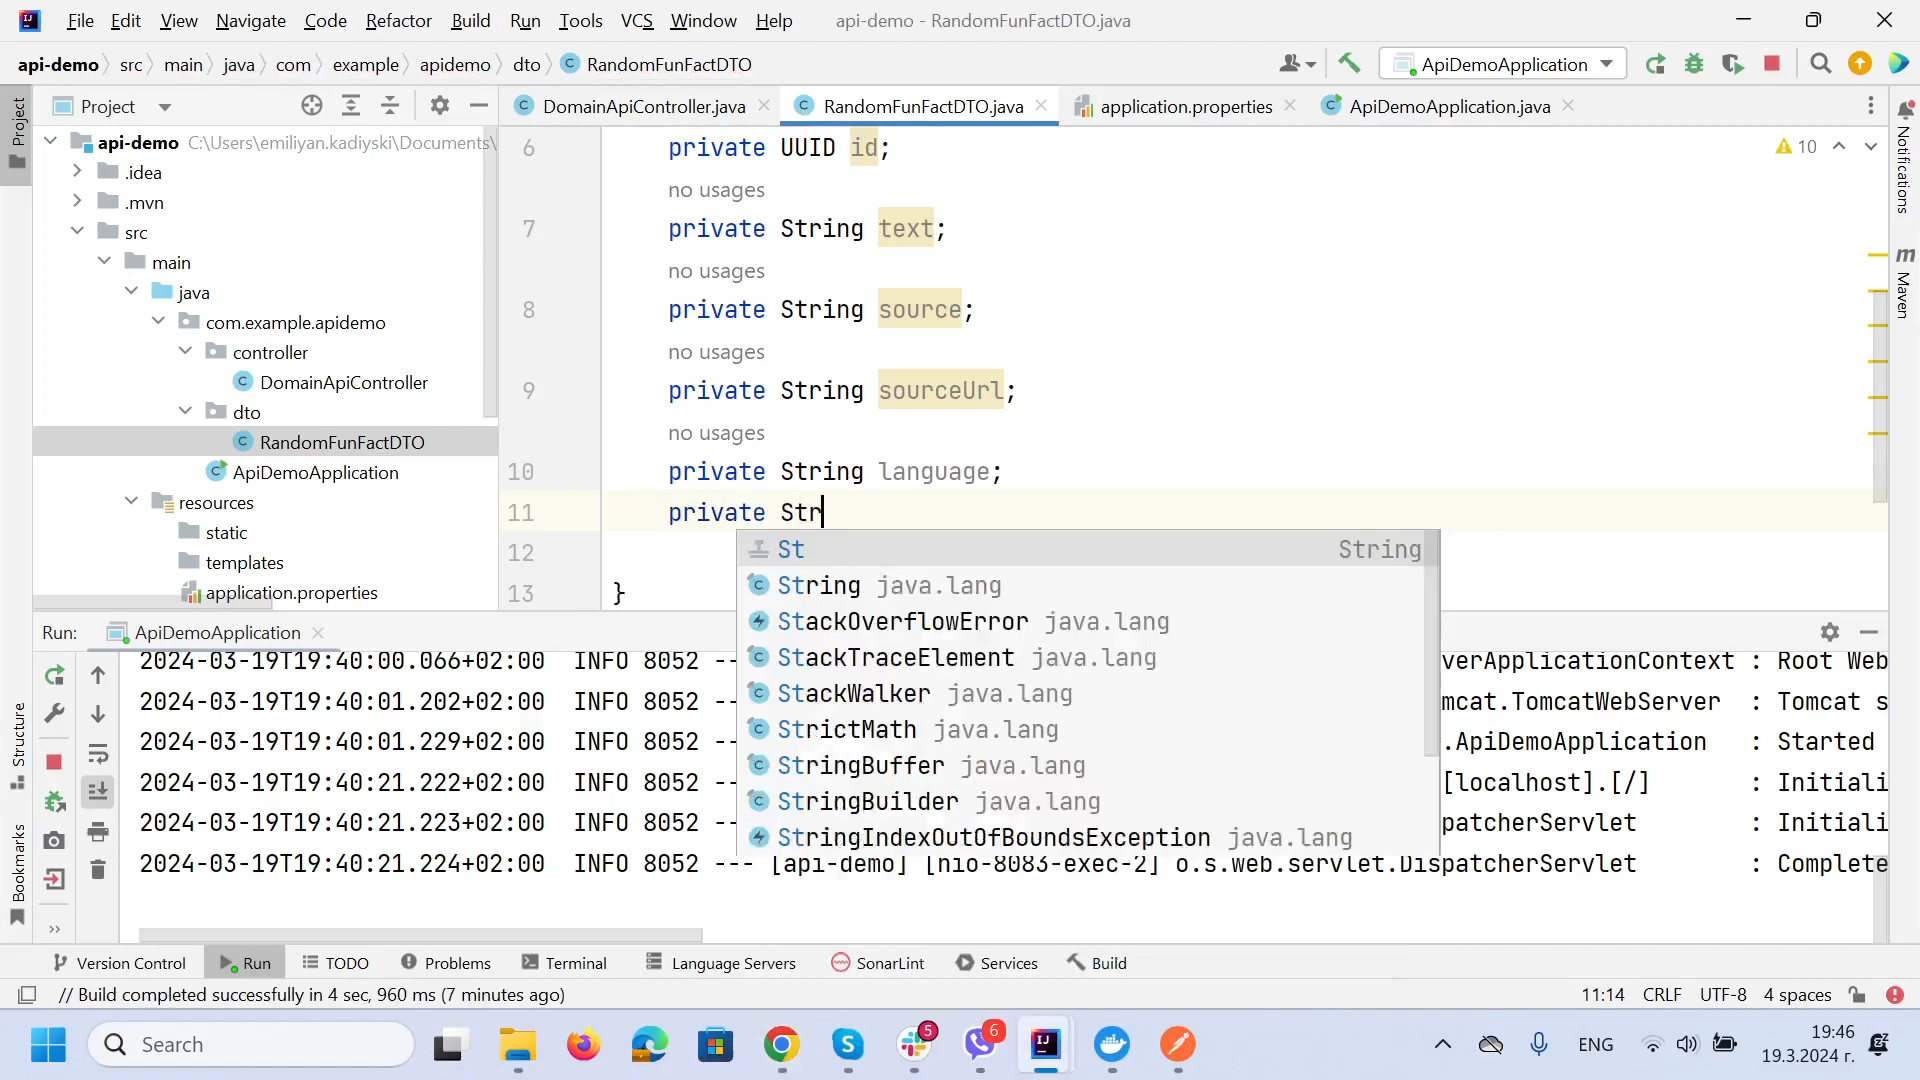 File Edit View Navigate Code Refactor Build Run Tools VCS Window Help api-demo - RandomFunFactDTO.java
api-demo src main java com example apidemo dto RandomFunFactDTO ApiDemoApplication
Project
DomainApiController.java RandomFunFactDTO.java application.properties ApiDemoApplication.java
api-demo C:\Users\emiliyan.kadiyski\Documents\
.idea
.mvn
src
main
java
com.example.apidemo
controller
DomainApiController
dto
RandomFunFactDTO
ApiDemoApplication
resources
static
templates
application.properties
6 private UUID id;
no usages
7 private String text;
no usages
8 private String source;
no usages
9 private String sourceUrl;
no usages
10 private String language;
11 private Str
12
13 }
10
St String
String java.lang
StackOverflowError java.lang
StackTraceElement java.lang
StackWalker java.lang
StrictMath java.lang
StringBuffer java.lang
StringBuilder java.lang
StringIndexOutOfBoundsException java.lang
Project
Structure
Bookmarks
Notifications
m Maven
Run: ApiDemoApplication
2024-03-19T19:40:00.066+02:00 INFO 8052 -- verApplicationContext : Root Web
2024-03-19T19:40:01.202+02:00 INFO 8052 -- mcat.TomcatWebServer : Tomcat s
2024-03-19T19:40:01.229+02:00 INFO 8052 -- .ApiDemoApplication : Started
2024-03-19T19:40:21.222+02:00 INFO 8052 -- [localhost].[/] : Initiali
2024-03-19T19:40:21.223+02:00 INFO 8052 -- patcherServlet : Initiali
2024-03-19T19:40:21.224+02:00 INFO 8052 --- [api-demo] [nio-8083-exec-2] o.s.web.servlet.DispatcherServlet : Complete
Version Control Run TODO Problems Terminal Language Servers SonarLint Services Build
// Build completed successfully in 4 sec, 960 ms (7 minutes ago) 11:14 CRLF UTF-8 4 spaces
Search 5 6 ENG 19:46
19.3.2024 г.